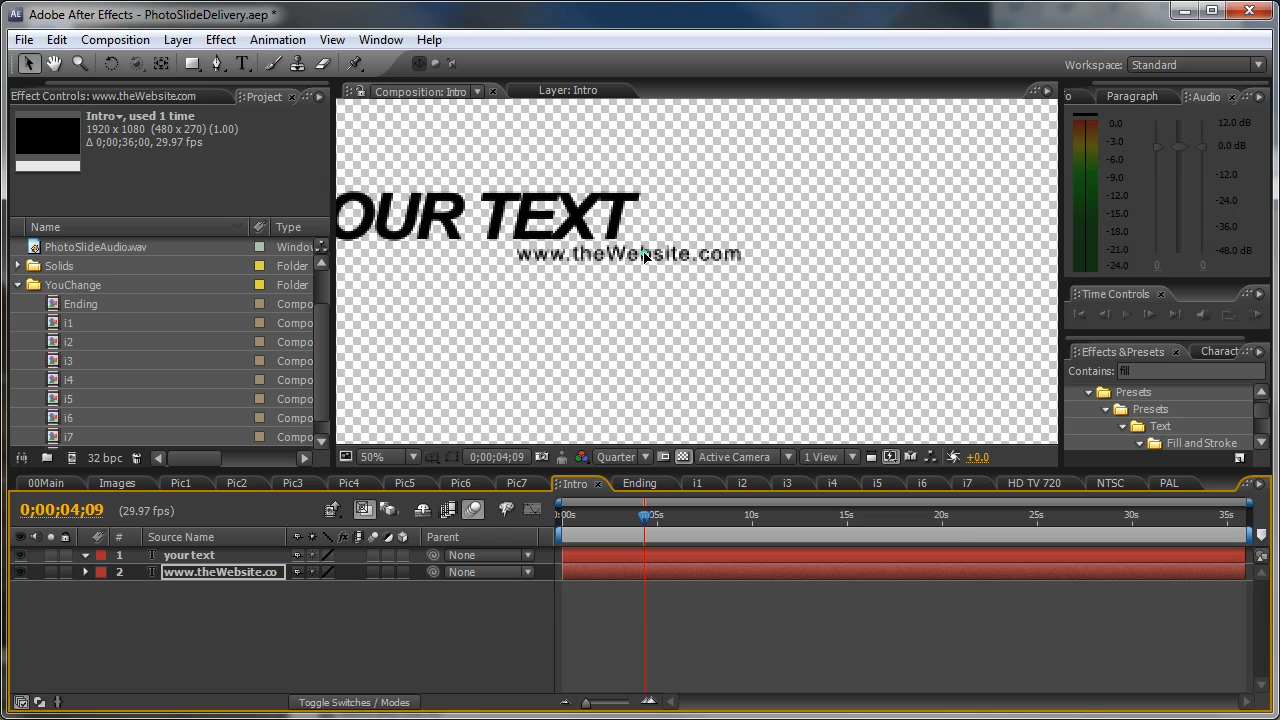 Adobe After Effects - PhotoSlideDelivery.aep *
File Edit Composition Layer Effect Animation View Window Help
Workspace: Standard
Effect Controls: www.theWebsite.com Project
Composition: Intro Layer: Intro
Paragraph Audio
Intro, used 1 time
1920 x 1080 (480 x 270) (1.00)
Δ 0;00;36;00, 29.97 fps
Name Type
PhotoSlideAudio.wav Window
Solids Folder
YouChange Folder
Ending Compo
i1 Compo
i2 Compo
i3 Compo
i4 Compo
i5 Compo
i6 Compo
i7 Compo
32 bpc
OUR TEXT
www.theWebsite.com
50% 0;00;04;09 Quarter Active Camera 1 View +0.0
0.0 12.0 dB
-3.0 0.0 dB
-6.0
-9.0 -12.0
-12.0
-15.0 -24.0
-18.0
-21.0 -36.0
-24.0 -48.0
0 0
Time Controls
Effects & Presets Charact
Contains: fill
Presets
Presets
Text
Fill and Stroke
00Main Images Pic1 Pic2 Pic3 Pic4 Pic5 Pic6 Pic7 Intro Ending i1 i2 i3 i4 i5 i6 i7 HD TV 720 NTSC PAL
0;00;04;09 (29.97 fps)
:00s 05s 10s 15s 20s 25s 30s 35s
# Source Name Parent
1 T your text None
2 T www.theWebsite.co None
Toggle Switches / Modes